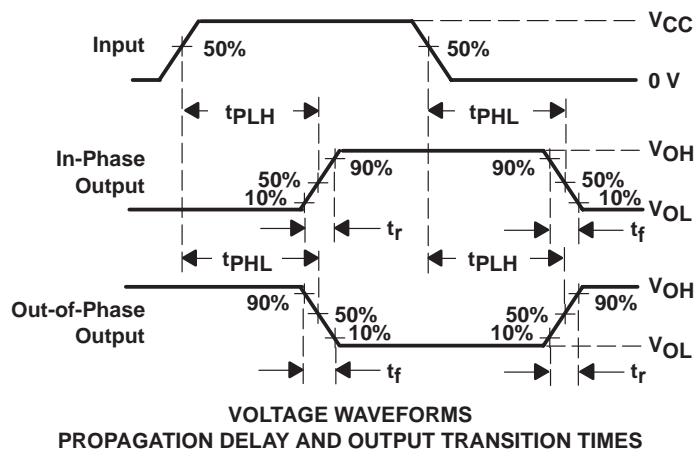 VCC
Input
50%
50%
0 V
tPLH
tPHL
In-Phase
Output
VOH
90%
90%
50%
50%
10%
10%
VOL
tr
tf
tPHL
tPLH
Out-of-Phase
Output
VOH
90%
90%
50%
50%
10%
10%
VOL
tf
tr
VOLTAGE WAVEFORMS
PROPAGATION DELAY AND OUTPUT TRANSITION TIMES